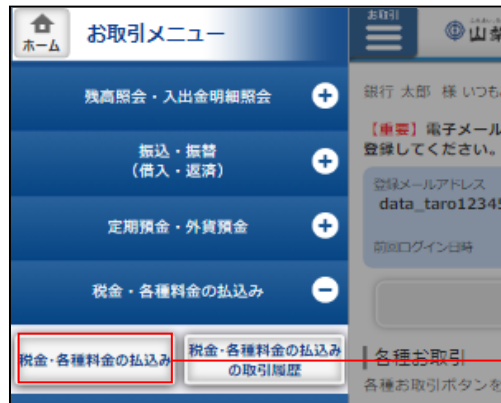 ホーム
お取引メニュー
残高照会・入出金明細照会
振込・振替
(借入・返済)
定期預金・外貨預金
税金・各種料金の払込み
税金・各種料金の払込み
税金・各種料金の払込み
の取引履歴
お取引
山梨
銀行 太郎 様 いつも
【重要】電子メール
登録してください。
登録メールアドレス
data_taro12345
前回ログイン日時
各種お取引
各種お取引ボタンを